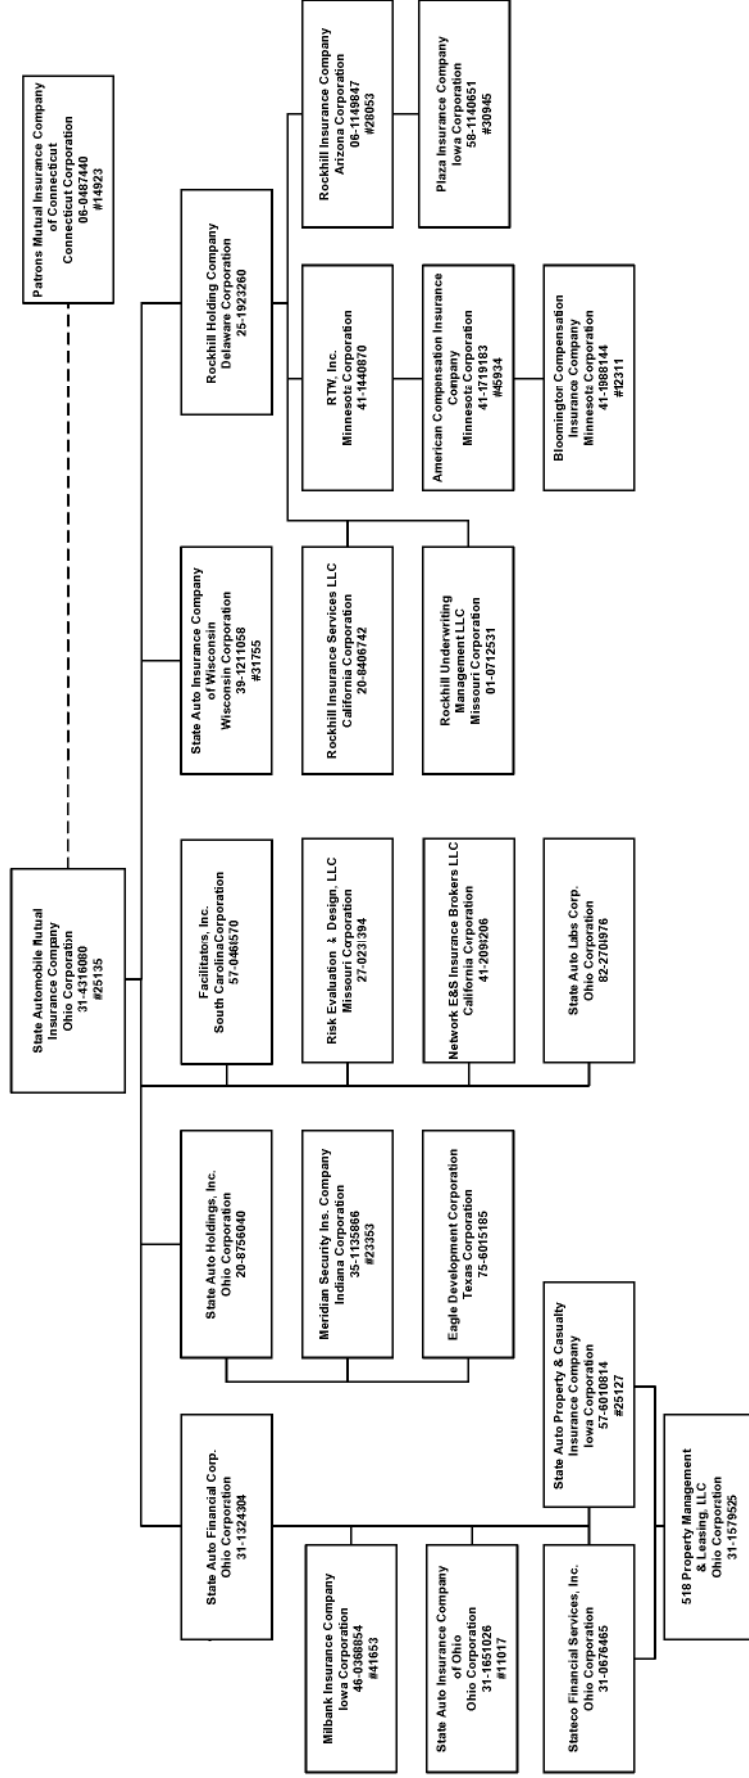 State Automobile Mutual
Insurance Company
Ohio Corporation
31-4316080
#25135
Patrons Mutual Insurance Company
of Connecticut
Connecticut Corporation
06-0487440
#14923
State Auto Financial Corp.
Ohio Corporation
31-1324304
State Auto Holdings, Inc.
Ohio Corporation
20-8756040
Facilitators, Inc.
South CarolinaCorporation
57-0468570
State Auto Insurance Company
of Wisconsin
Wisconsin Corporation
39-1211058
#31755
Rockhill Holding Company
Delaware Corporation
25-1923260
Milbank Insurance Company
Iowa Corporation
46-0368854
#41653
Meridian Security Ins. Company
Indiana Corporation
35-1135866
#23353
Risk Evaluation & Design, LLC
Missouri Corporation
Rockhill Insurance Services LLC
California Corporation
20-8406742
RTW, Inc.
Minnesota Corporation
41-1440870
Rockhill Insurance Company
Arizona Corporation
06-1149847
#28053
State Auto Insurance Company
of Ohio
Ohio Corporation
31-1651026
#11017
Eagle Development Corporation
Texas Corporation
75-6015185
Network E&S Insurance Brokers LLC
California Corporation
Rockhill Underwriting
Management LLC
Missouri Corporation
01-0712531
American Compensation Insurance
Company
Minnesota Corporation
41-1719183
#45934
Plaza Insurance Company
Iowa Corporation
58-1140651
#30945
Stateco Financial Services, Inc.
Ohio Corporation
31-0676465
State Auto Property & Casualty
Insurance Company
Iowa Corporation
57-6010814
#25127
State Auto Labs Corp.
Ohio Corporation
Bloomington Compensation
Insurance Company
Minnesota Corporation
41-1988144
#12311
518 Property Management
& Leasing, LLC
Ohio Corporation
31-1579525